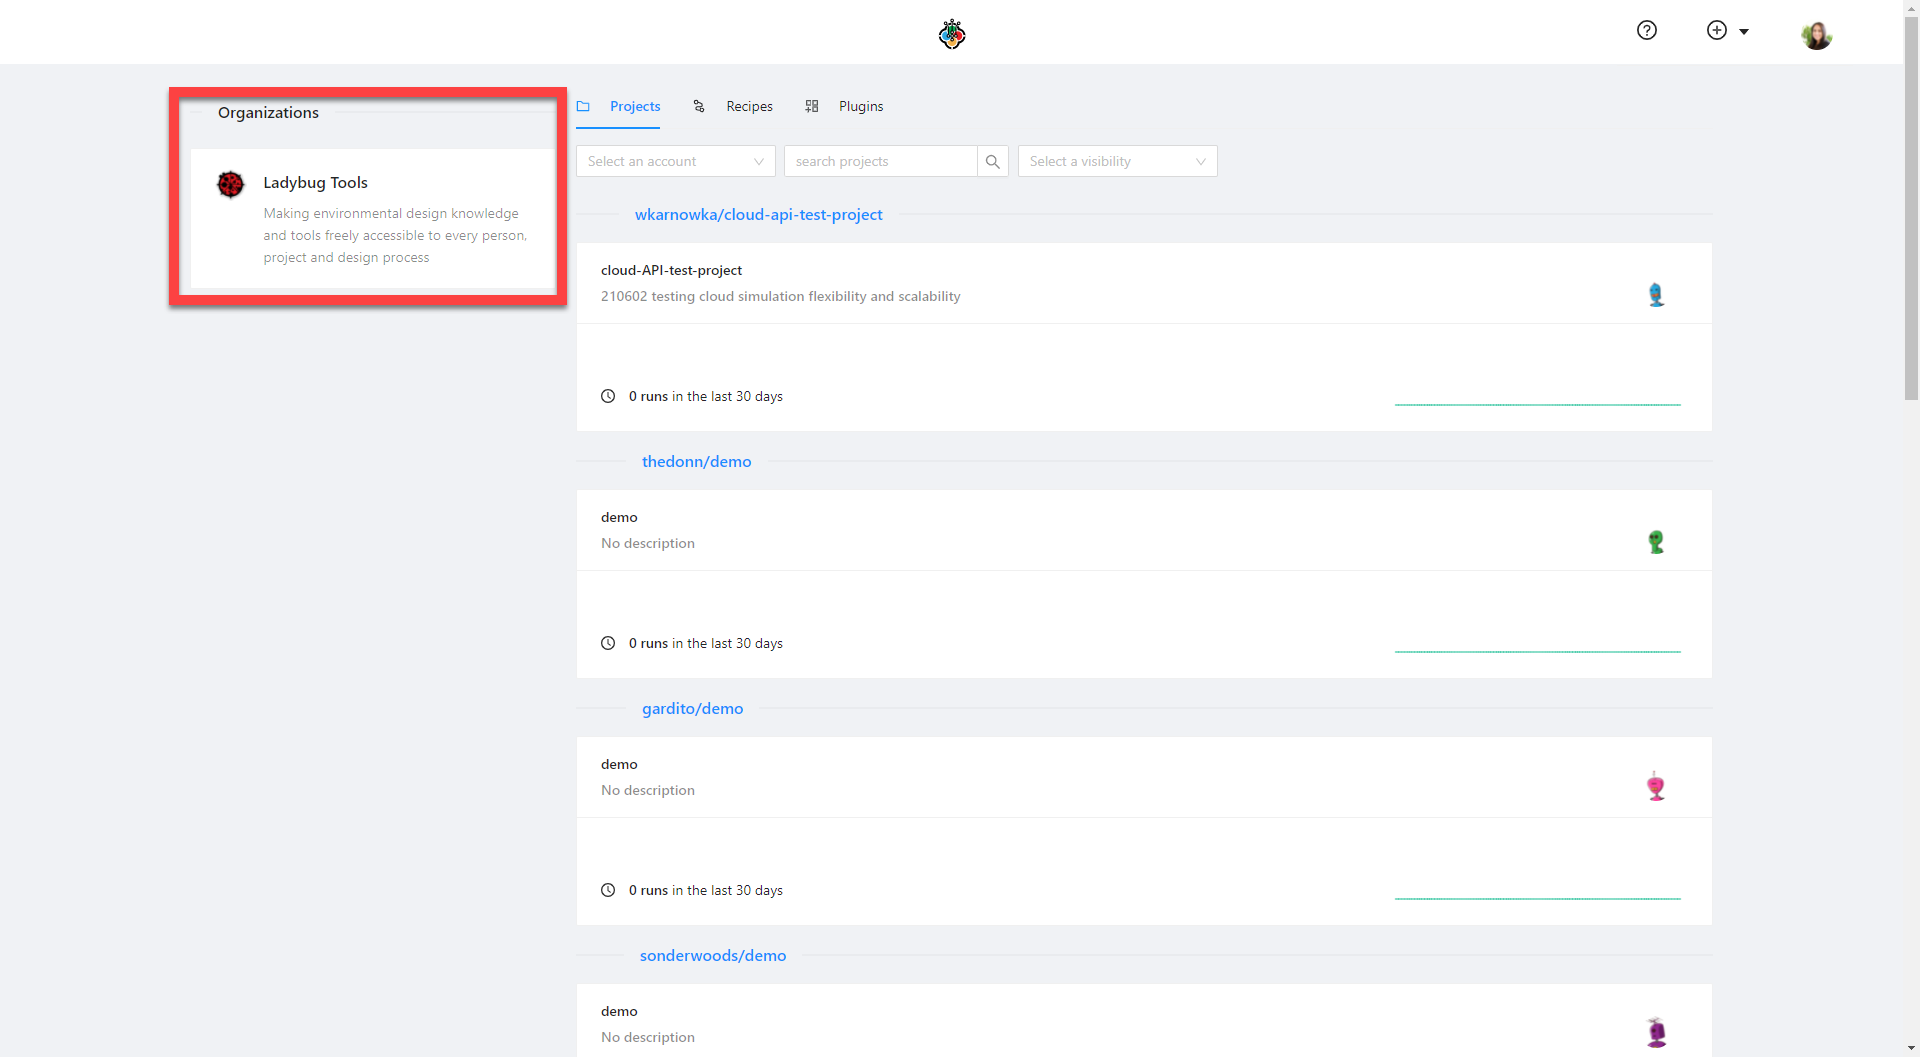 Organizations
Ladybug Tools
Making environmental design knowledge
and tools freely accessible to every person,
project and design process
Projects
Recipes
Plugins
Select an account
search projects
Select a visibility
wkarnowka/cloud-api-test-project
cloud-API-test-project
210602 testing cloud simulation flexibility and scalability
0 runs in the last 30 days
thedonn/demo
demo
No description
0 runs in the last 30 days
gardito/demo
demo
No description
0 runs in the last 30 days
sonderwoods/demo
demo
No description